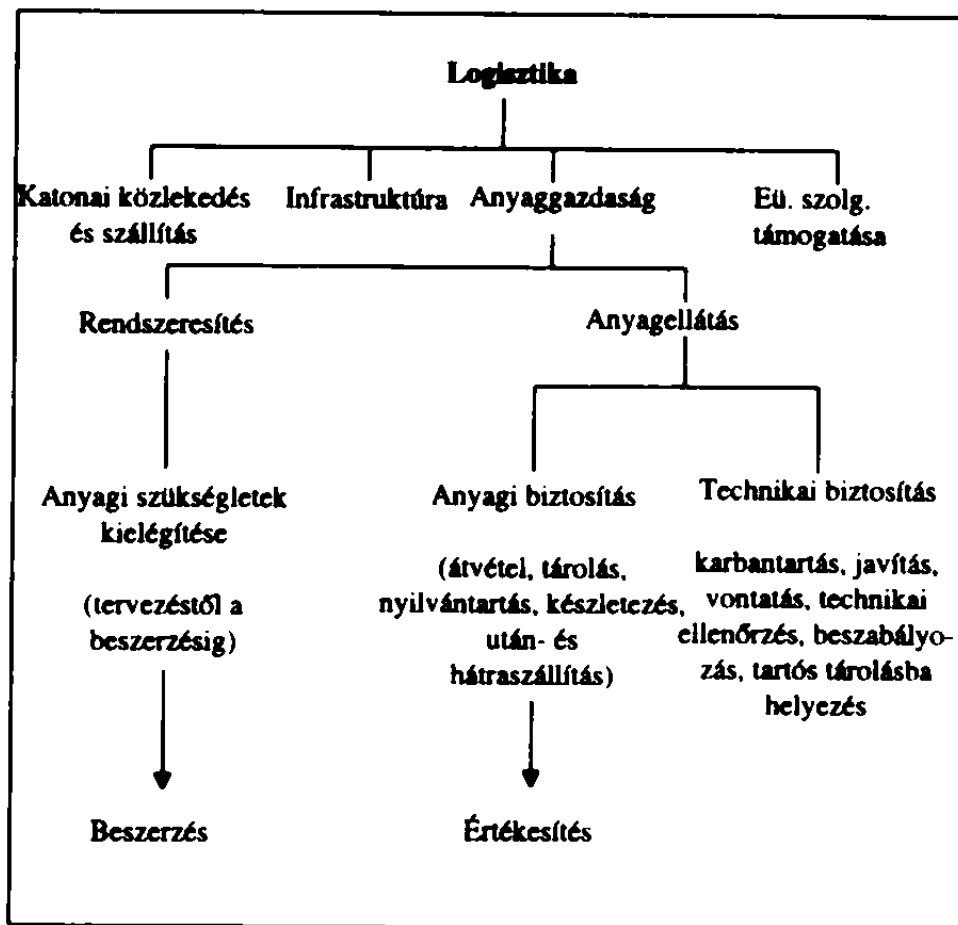 Logisztika
Katonai közlekedés
és szállítás
Infrastruktúra
Anyaggazdaság
Eü. szolg.
támogatása
Rendszeresítés
Anyagellátás
Anyagi szükségletek
kielégítése
(tervezéstől a
beszerzésig)
Anyagi biztosítás
(átvétel, tárolás,
nyilvántartás, készletezés,
után- és
hátraszállítás)
Technikai biztosítás
karbantartás, javítás,
vontatás, technikai
ellenőrzés, beszabályo-
zás, tartós tárolásba
helyezés
Beszerzés
Értékesítés